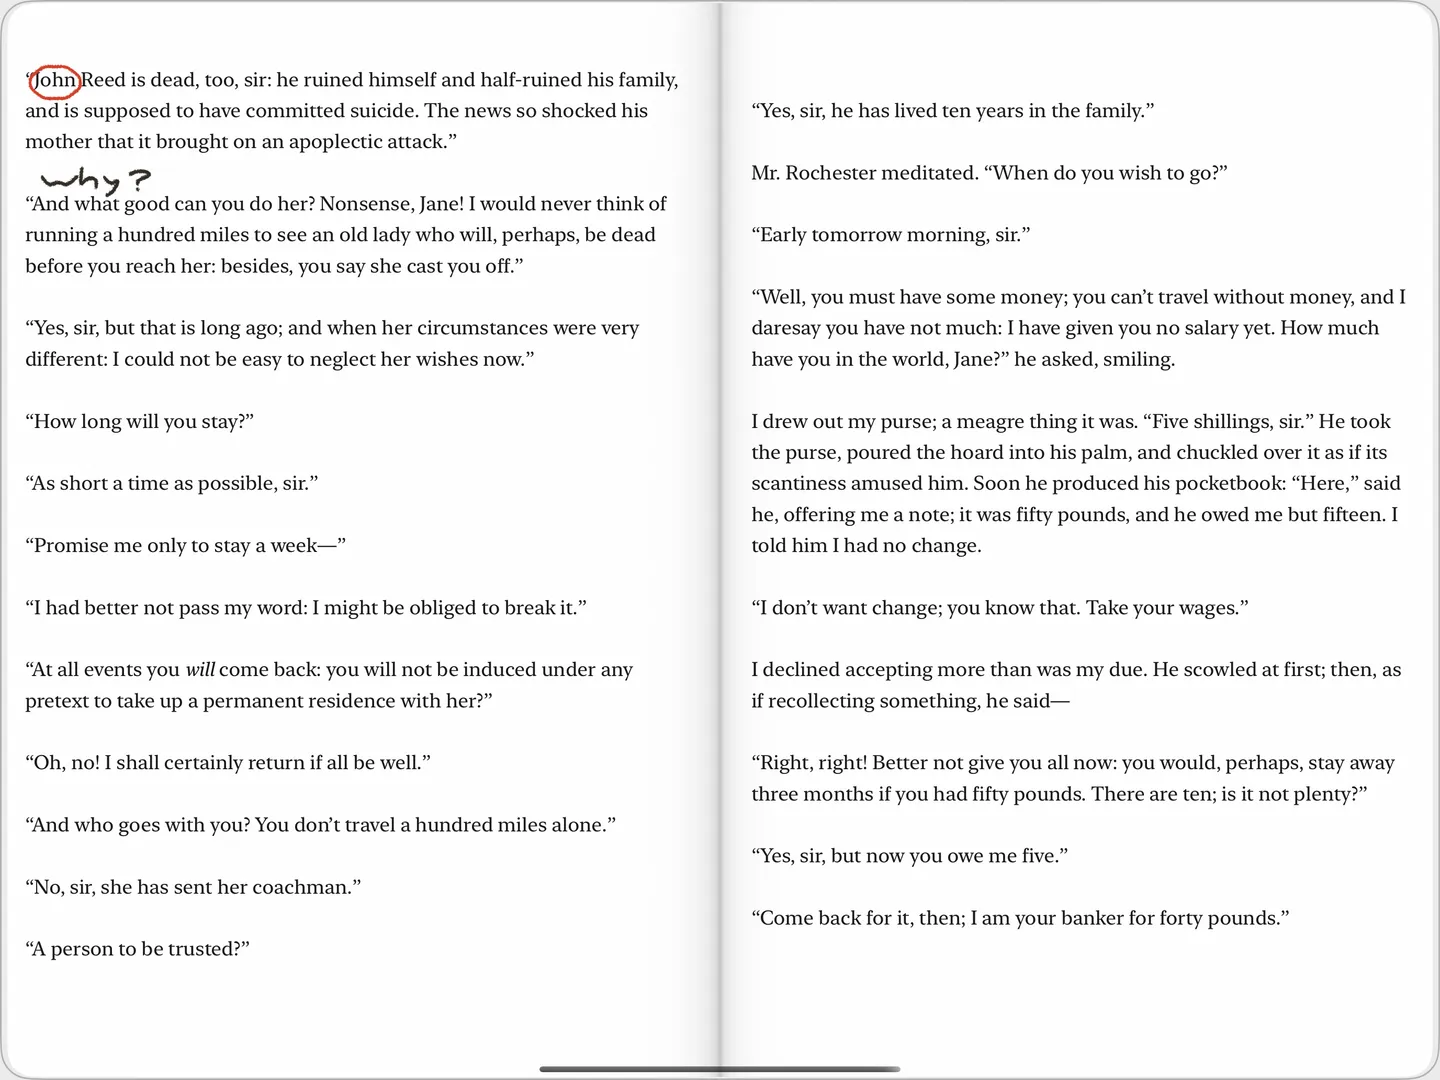 “John Reed is dead, too, sir: he ruined himself and half-ruined his family,
and is supposed to have committed suicide. The news so shocked his
mother that it brought on an apoplectic attack.”
why?
“And what good can you do her? Nonsense, Jane! I would never think of
running a hundred miles to see an old lady who will, perhaps, be dead
before you reach her: besides, you say she cast you off.”
“Yes, sir, but that is long ago; and when her circumstances were very
different: I could not be easy to neglect her wishes now.”
“How long will you stay?”
“As short a time as possible, sir.”
“Promise me only to stay a week—”
“I had better not pass my word: I might be obliged to break it.”
“At all events you will come back: you will not be induced under any
pretext to take up a permanent residence with her?”
“Oh, no! I shall certainly return if all be well.”
“And who goes with you? You don’t travel a hundred miles alone.”
“No, sir, she has sent her coachman.”
“A person to be trusted?”
“Yes, sir, he has lived ten years in the family.”
Mr. Rochester meditated. “When do you wish to go?”
“Early tomorrow morning, sir.”
“Well, you must have some money; you can’t travel without money, and I
daresay you have not much: I have given you no salary yet. How much
have you in the world, Jane?” he asked, smiling.
I drew out my purse; a meagre thing it was. “Five shillings, sir.” He took
the purse, poured the hoard into his palm, and chuckled over it as if its
scantiness amused him. Soon he produced his pocketbook: “Here,” said
he, offering me a note; it was fifty pounds, and he owed me but fifteen. I
told him I had no change.
“I don’t want change; you know that. Take your wages.”
I declined accepting more than was my due. He scowled at first; then, as
if recollecting something, he said—
“Right, right! Better not give you all now: you would, perhaps, stay away
three months if you had fifty pounds. There are ten; is it not plenty?”
“Yes, sir, but now you owe me five.”
“Come back for it, then; I am your banker for forty pounds.”